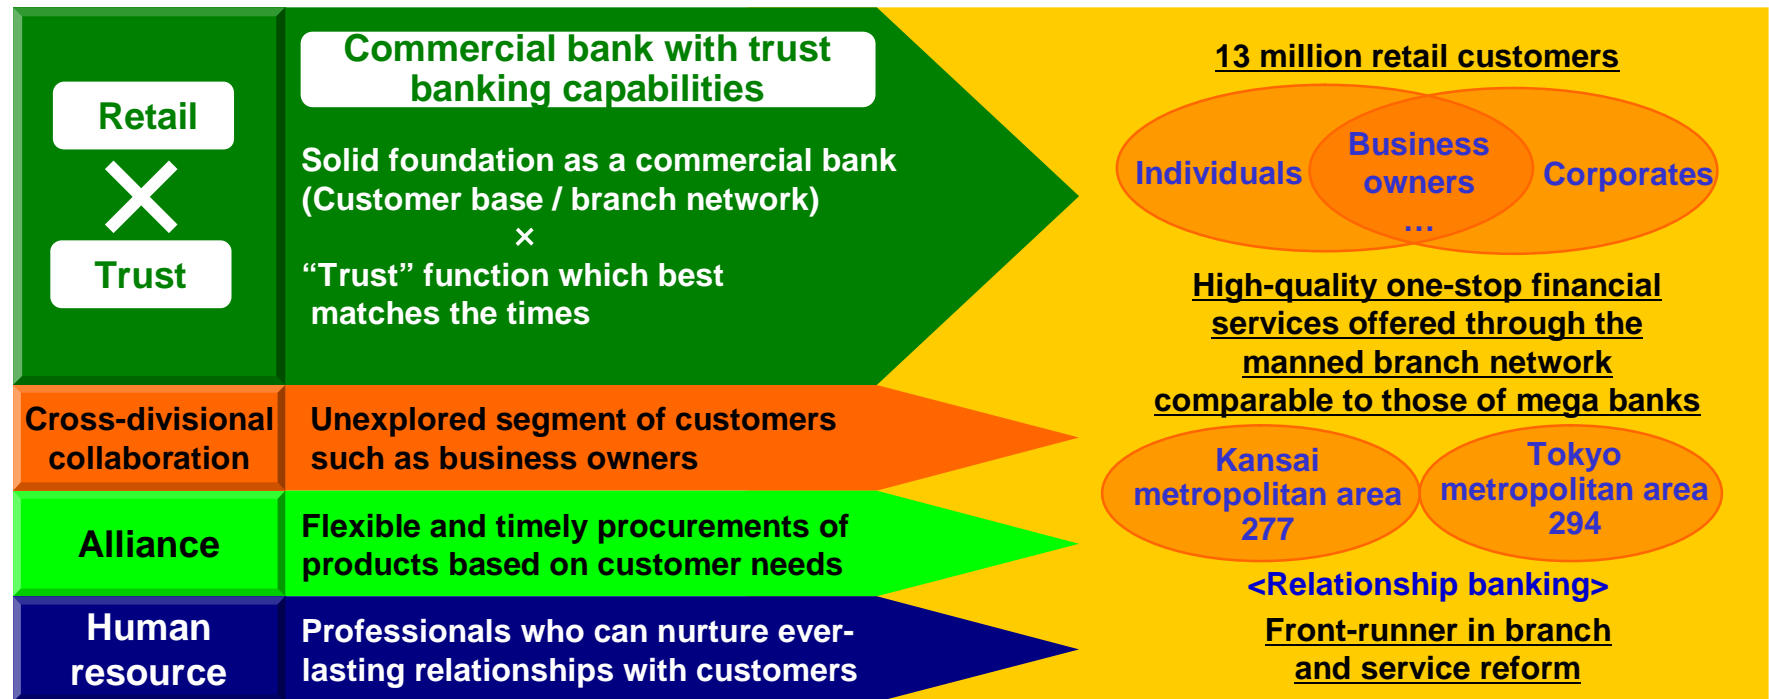 Retail
×
Trust
Commercial bank with trust
banking capabilities
Solid foundation as a commercial bank
(Customer base / branch network)
×
“Trust” function which best
matches the times
Cross-divisional
collaboration
Unexplored segment of customers
such as business owners
Alliance
Flexible and timely procurements of
products based on customer needs
Human
resource
Professionals who can nurture ever-
lasting relationships with customers
13 million retail customers
Individuals
Business
owners
…
Corporates
High-quality one-stop financial
services offered through the
manned branch network
comparable to those of mega banks
Kansai
metropolitan area
277
Tokyo
metropolitan area
294
<Relationship banking>
Front-runner in branch
and service reform